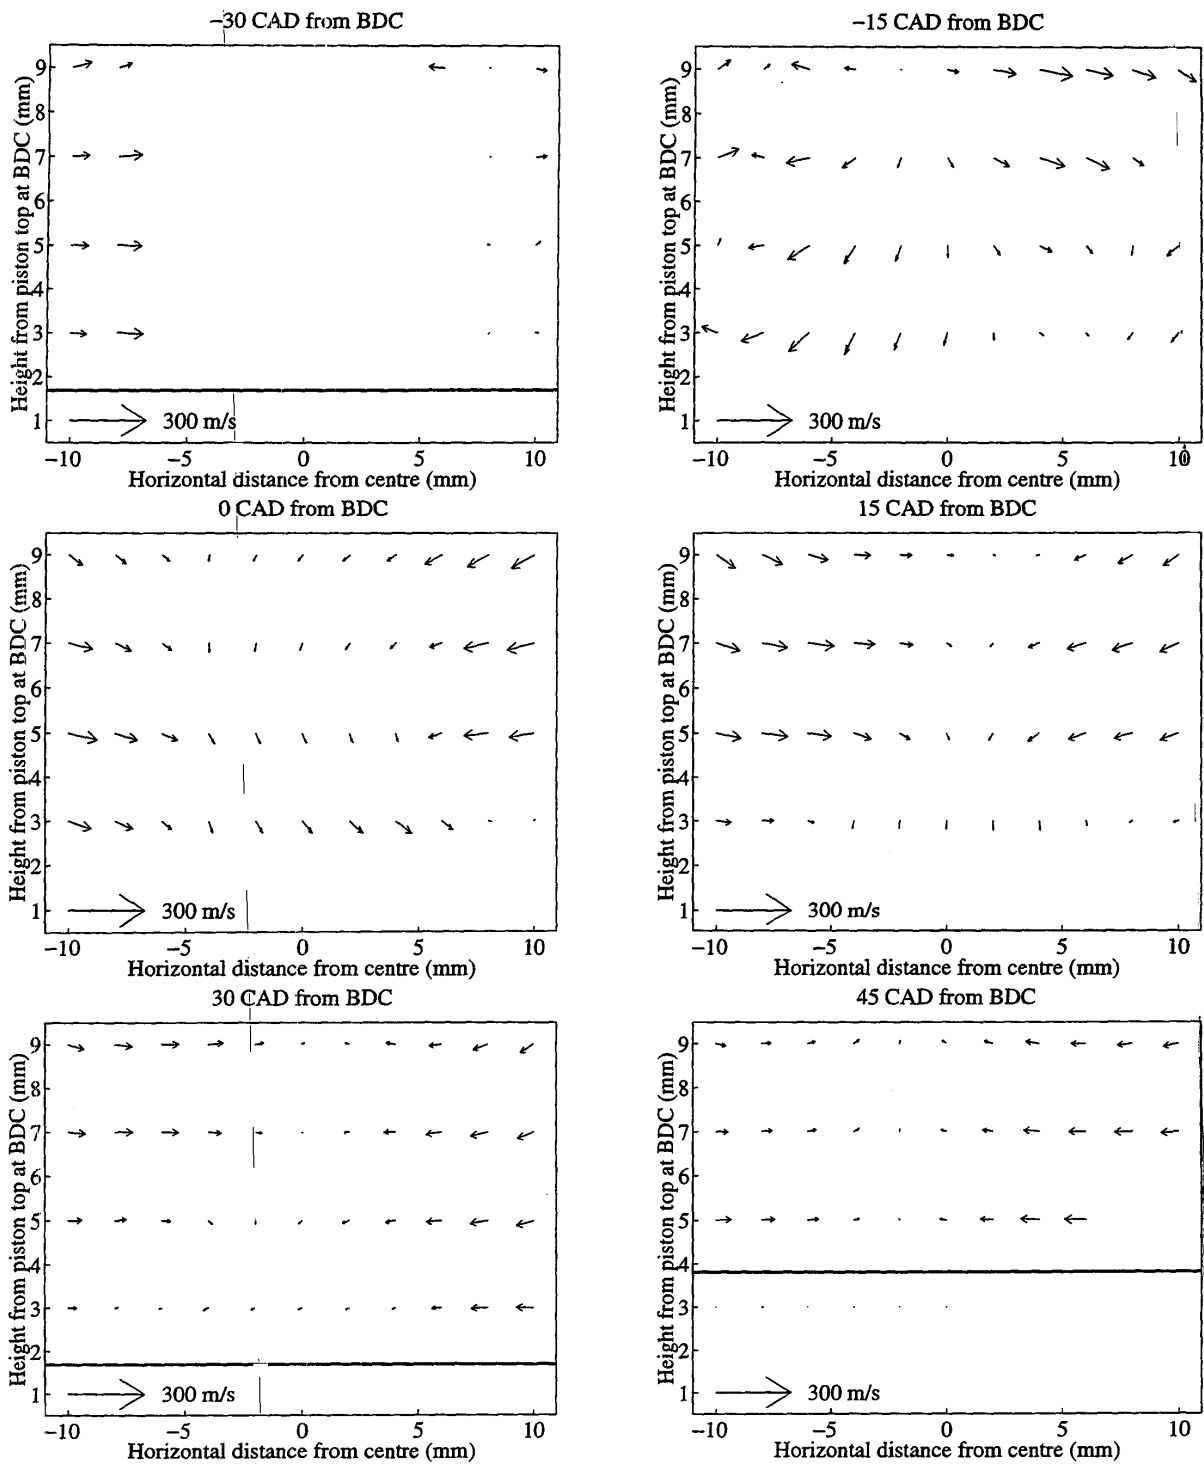 −30 CAD from BDC
Height from piston top at BDC (mm)
9
8
7
6
5
4
3
2
1
300 m/s
−10 −5 0 5 10
Horizontal distance from centre (mm)
−15 CAD from BDC
Height from piston top at BDC (mm)
9
8
7
6
5
4
3
2
1
300 m/s
−10 −5 0 5 10
Horizontal distance from centre (mm)
0 CAD from BDC
Height from piston top at BDC (mm)
9
8
7
6
5
4
3
2
1
300 m/s
−10 −5 0 5 10
Horizontal distance from centre (mm)
15 CAD from BDC
Height from piston top at BDC (mm)
9
8
7
6
5
4
3
2
1
300 m/s
−10 −5 0 5 10
Horizontal distance from centre (mm)
30 CAD from BDC
Height from piston top at BDC (mm)
9
8
7
6
5
4
3
2
1
300 m/s
−10 −5 0 5 10
Horizontal distance from centre (mm)
45 CAD from BDC
Height from piston top at BDC (mm)
9
8
7
6
5
4
3
2
1
300 m/s
−10 −5 0 5 10
Horizontal distance from centre (mm)